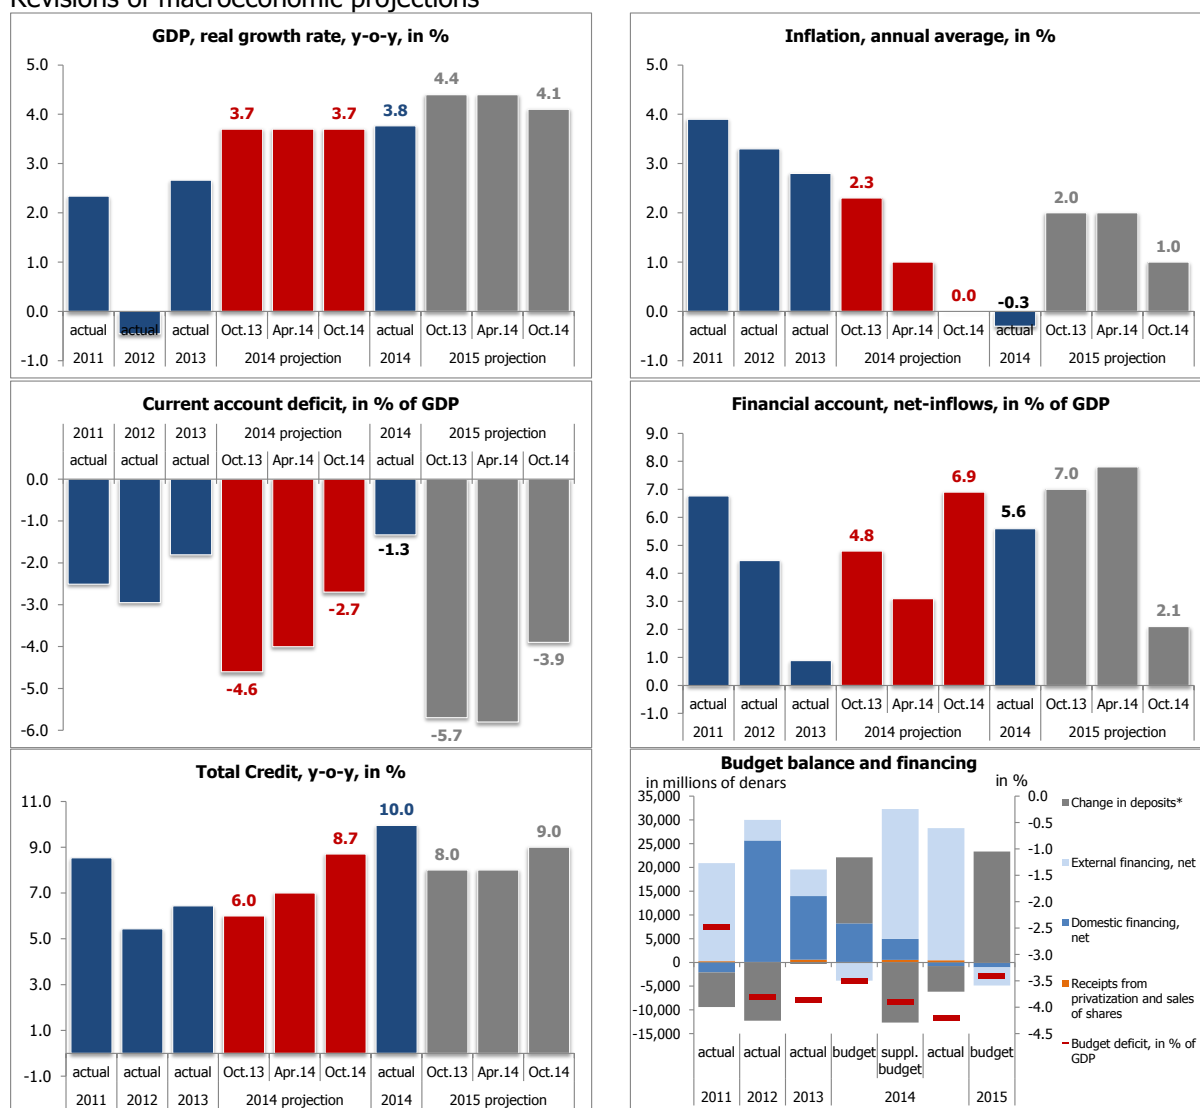 Revisions of macroeconomic projections
GDP, real growth rate, y-o-y, in %
5.0
4.0
3.0
2.0
1.0
0.0
-1.0
3.7
3.7
3.8
4.4
4.1
actual actual actual Oct.13 Apr.14 Oct.14 actual Oct.13 Apr.14 Oct.14
2011 2012 2013 2014 projection 2014 2015 projection
Inflation, annual average, in %
5.0
4.0
3.0
2.0
1.0
0.0
-1.0
2.3
0.0
-0.3
2.0
1.0
actual actual actual Oct.13 Apr.14 Oct.14 actual Oct.13 Apr.14 Oct.14
2011 2012 2013 2014 projection 2014 2015 projection
Current account deficit, in % of GDP
2011 2012 2013 2014 projection 2014 2015 projection
actual actual actual Oct.13 Apr.14 Oct.14 actual Oct.13 Apr.14 Oct.14
0.0
-1.0
-2.0
-3.0
-4.0
-5.0
-6.0
-4.6
-2.7
-1.3
-5.7
-3.9
Financial account, net-inflows, in % of GDP
9.0
8.0
7.0
6.0
5.0
4.0
3.0
2.0
1.0
0.0
-1.0
4.8
6.9
5.6
7.0
2.1
actual actual actual Oct.13 Apr.14 Oct.14 actual Oct.13 Apr.14 Oct.14
2011 2012 2013 2014 projection 2014 2015 projection
Total Credit, y-o-y, in %
11.0
9.0
7.0
5.0
3.0
1.0
-1.0
6.0
8.7
10.0
8.0
9.0
actual actual actual Oct.13 Apr.14 Oct.14 actual Oct.13 Apr.14 Oct.14
2011 2012 2013 2014 projection 2014 2015 projection
Budget balance and financing
in millions of denars
in %
35,000
30,000
25,000
20,000
15,000
10,000
5,000
0
-5,000
-10,000
-15,000
0.0
-0.5
-1.0
-1.5
-2.0
-2.5
-3.0
-3.5
-4.0
-4.5
actual actual actual budget suppl. actual budget
budget
2011 2012 2013 2014 2015
Change in deposits*
External financing, net
Domestic financing,
net
Receipts from
privatization and sales
of shares
Budget deficit, in % of
GDP